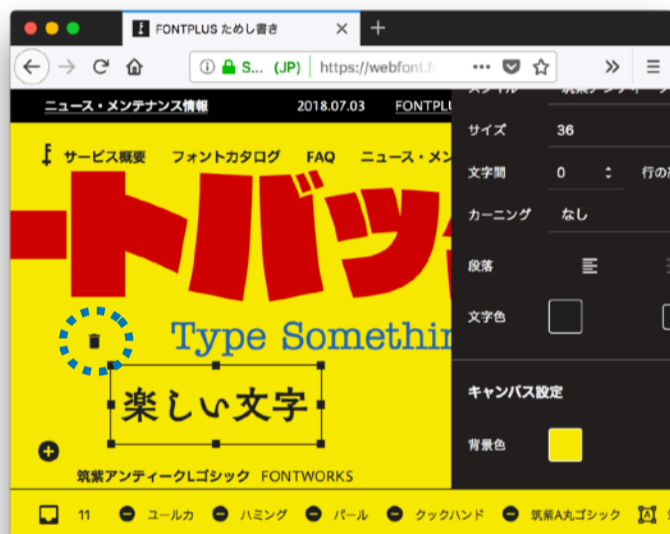 FONTPLUS ためし書き
S... (JP) https://webfont.f
ニュース・メンテナンス情報 2018.07.03 FONTPLU
サービス概要 フォントカタログ FAQ ニュース・メン
ートバッ
Type Somethin
楽しい文字
筑紫アンティークLゴシック FONTWORKS
サイズ 36
文字間 0 行の
カーニング なし
段落
文字色
キャンバス設定
背景色
11 ユールカ ハミング パール クックハンド 筑紫A丸ゴシック